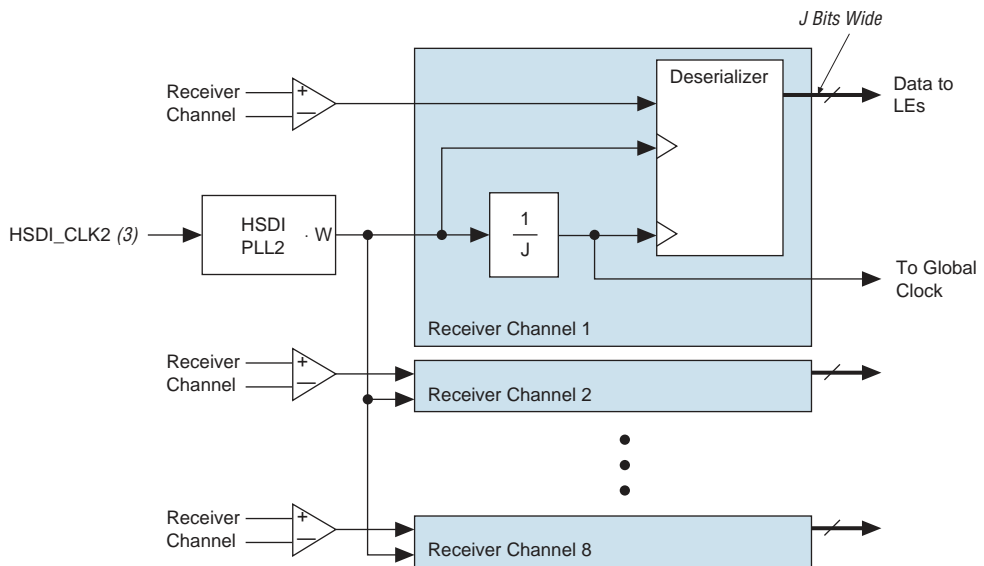 J Bits Wide
Deserializer
Receiver
Channel
+
—
Data to
LEs
HSDI_CLK2 (3)
HSDI
PLL2
· W
1
J
To Global
Clock
Receiver Channel 1
Receiver
Channel
+
—
Receiver Channel 2
Receiver
Channel
+
—
Receiver Channel 8